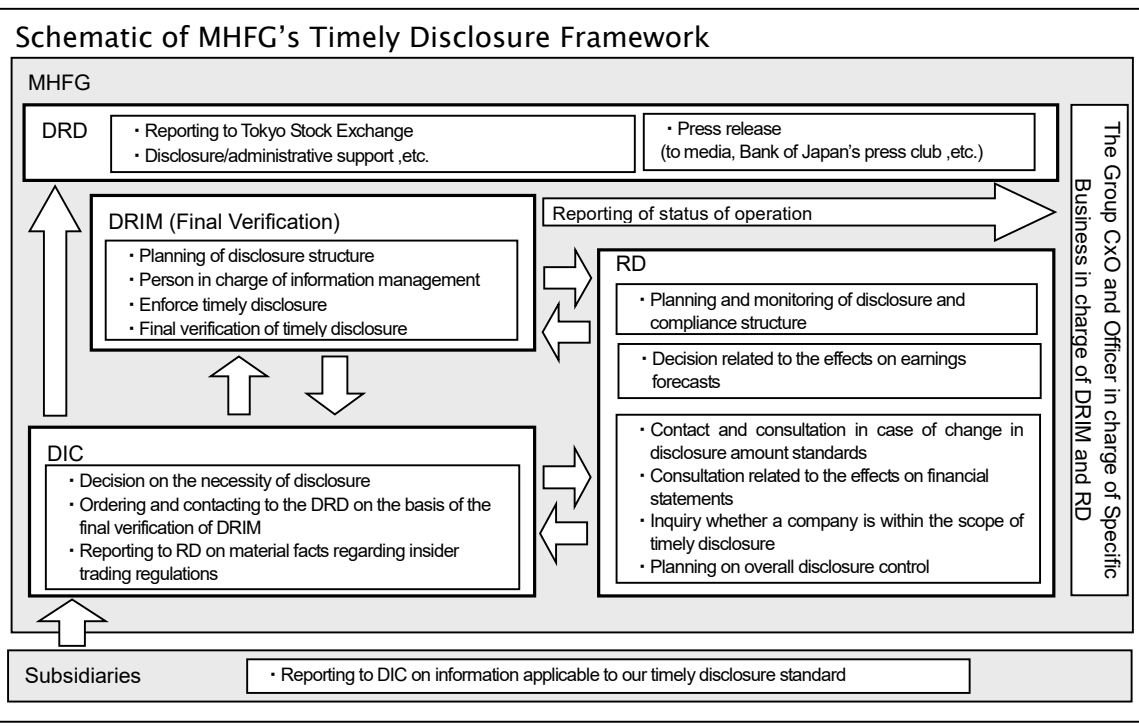 Schematic of MHFG’s Timely Disclosure Framework
MHFG
DRD
・Reporting to Tokyo Stock Exchange
・Disclosure/administrative support ,etc.
・Press release
(to media, Bank of Japan’s press club ,etc.)
DRIM (Final Verification)
・Planning of disclosure structure
・Person in charge of information management
・Enforce timely disclosure
・Final verification of timely disclosure
Reporting of status of operation
RD
・Planning and monitoring of disclosure and
compliance structure
・Decision related to the effects on earnings
forecasts
・Contact and consultation in case of change in
disclosure amount standards
・Consultation related to the effects on financial
statements
・Inquiry whether a company is within the scope of
timely disclosure
・Planning on overall disclosure control
DIC
・Decision on the necessity of disclosure
・Ordering and contacting to the DRD on the basis of the
final verification of DRIM
・Reporting to RD on material facts regarding insider
trading regulations
The Group CxO and Officer in charge of Specific
Business in charge of DRIM and RD
Subsidiaries
・Reporting to DIC on information applicable to our timely disclosure standard